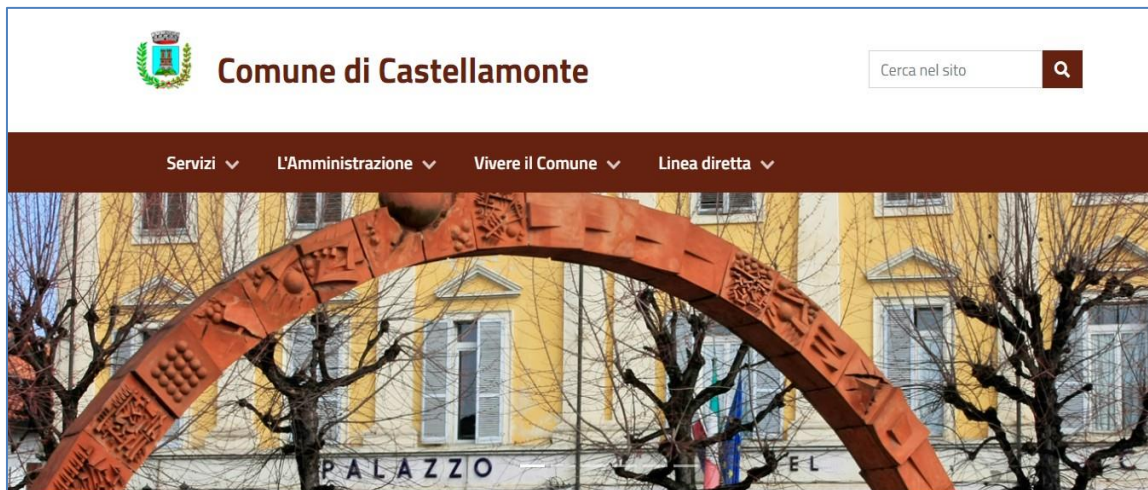 Comune di Castellamonte
Cerca nel sito
Servizi
L'Amministrazione
Vivere il Comune
Linea diretta
PALAZZO
EL